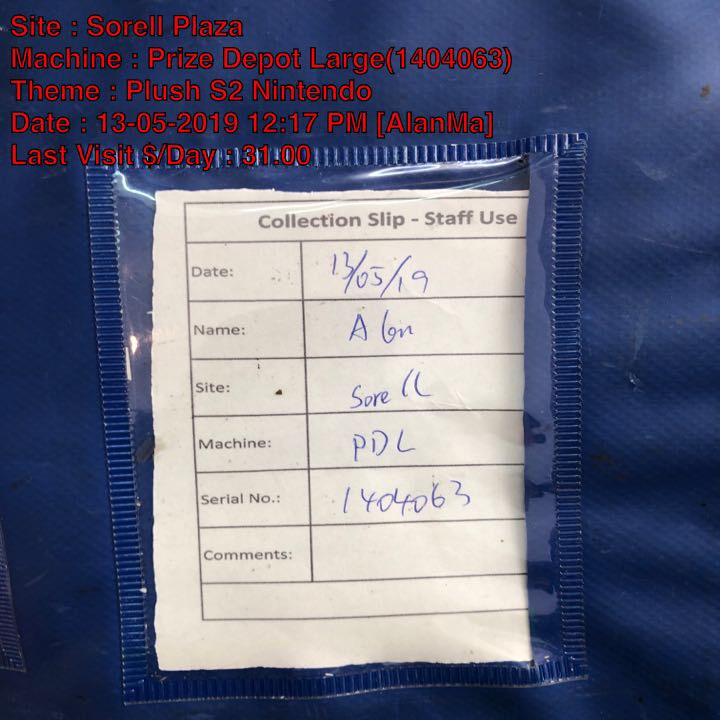 Site : Sorell Plaza
Machine : Prize Depot Large(1404063)
Theme : Plush S2 Nintendo
Date : 13-05-2019 12:17 PM [AlanMa]
Last Visit $/Day : 31.00
Collection Slip - Staff Use
Date: 13/05/19
Name: Alan
Site: Sorell
Machine: PDL
Serial No.: 1404063
Comments: